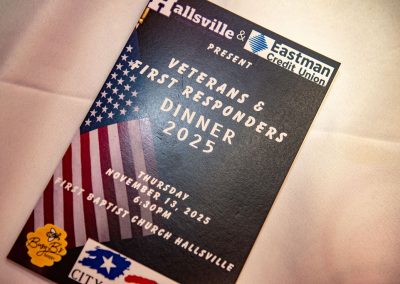 Hallsville &
Eastman
Credit Union
PRESENT
VETERANS &
FIRST RESPONDERS
DINNER
2025
THURSDAY
NOVEMBER 13, 2025
6:30PM
FIRST BAPTIST CHURCH HALLSVILLE
Busy B's
CITY